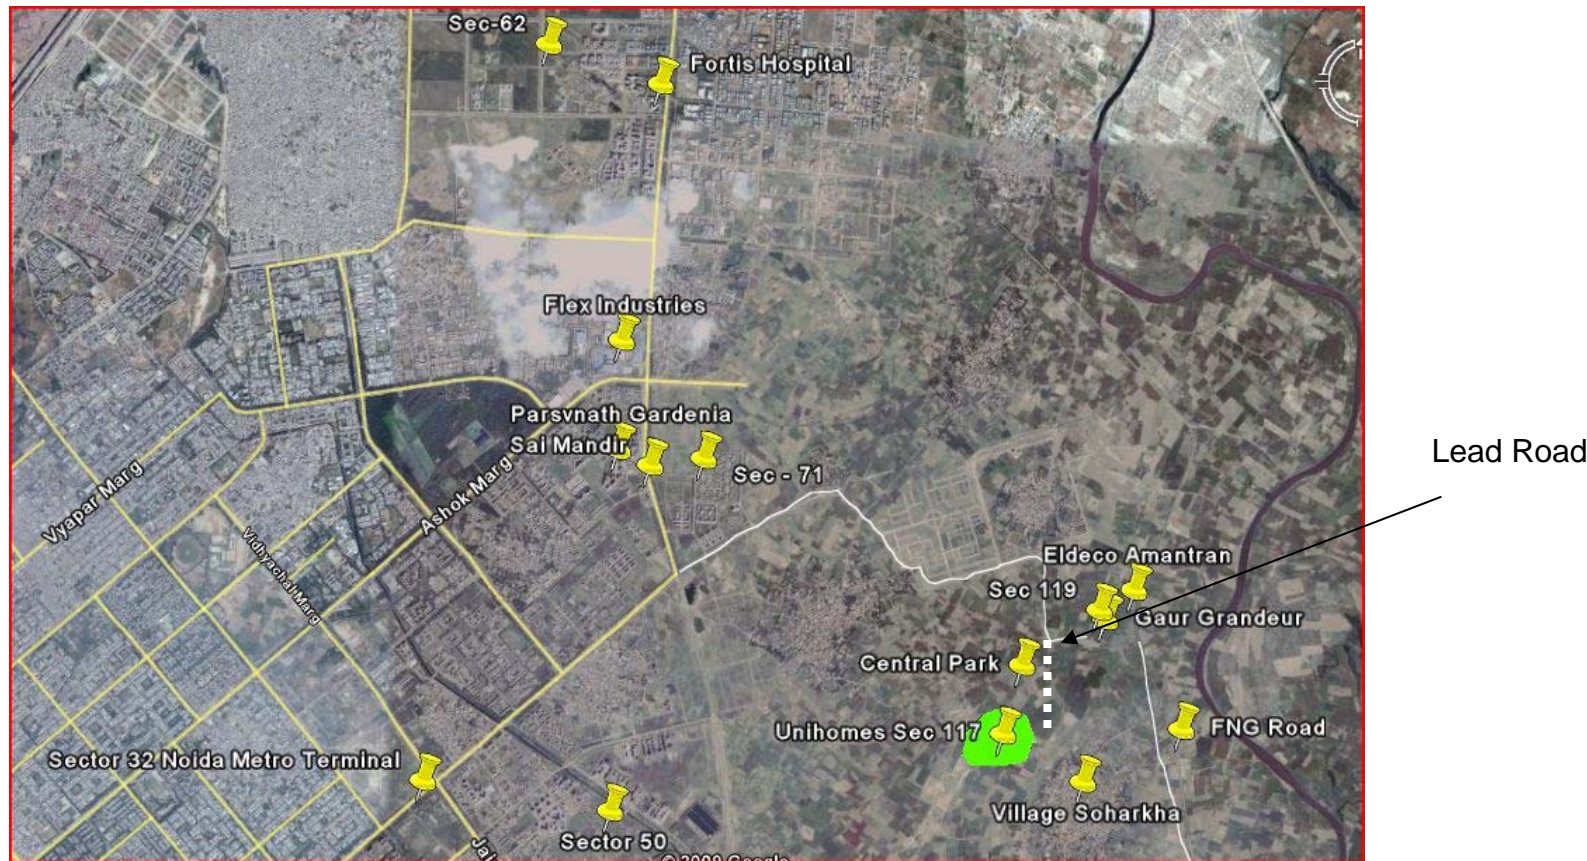 Sec-62
Fortis Hospital
Flex Industries
Parsvnath Gardenia
Sai Mandir
Sec - 71
Vyapar Marg
Ashok Marg
Vidhyachal Marg
Lead Road
Eldeco Amantran
Sec 119
Gaur Grandeur
Central Park
Unihomes Sec 117
FNG Road
Sector 32 Noida Metro Terminal
Village Soharkha
Sector 50
© 2009 Google